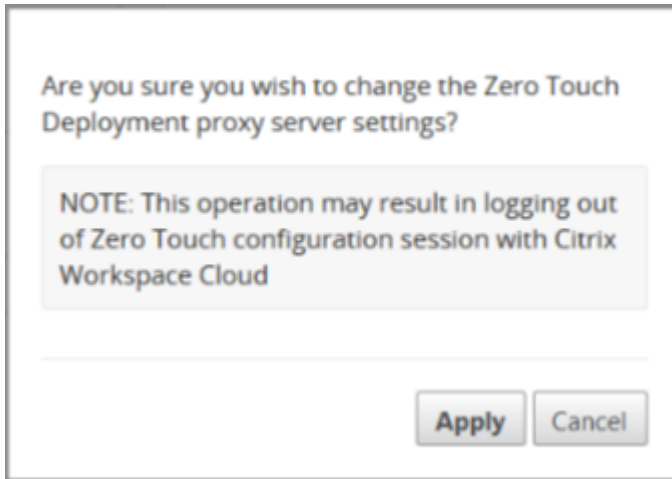 Are you sure you wish to change the Zero Touch
Deployment proxy server settings?
NOTE: This operation may result in logging out
of Zero Touch configuration session with Citrix
Workspace Cloud
Apply Cancel